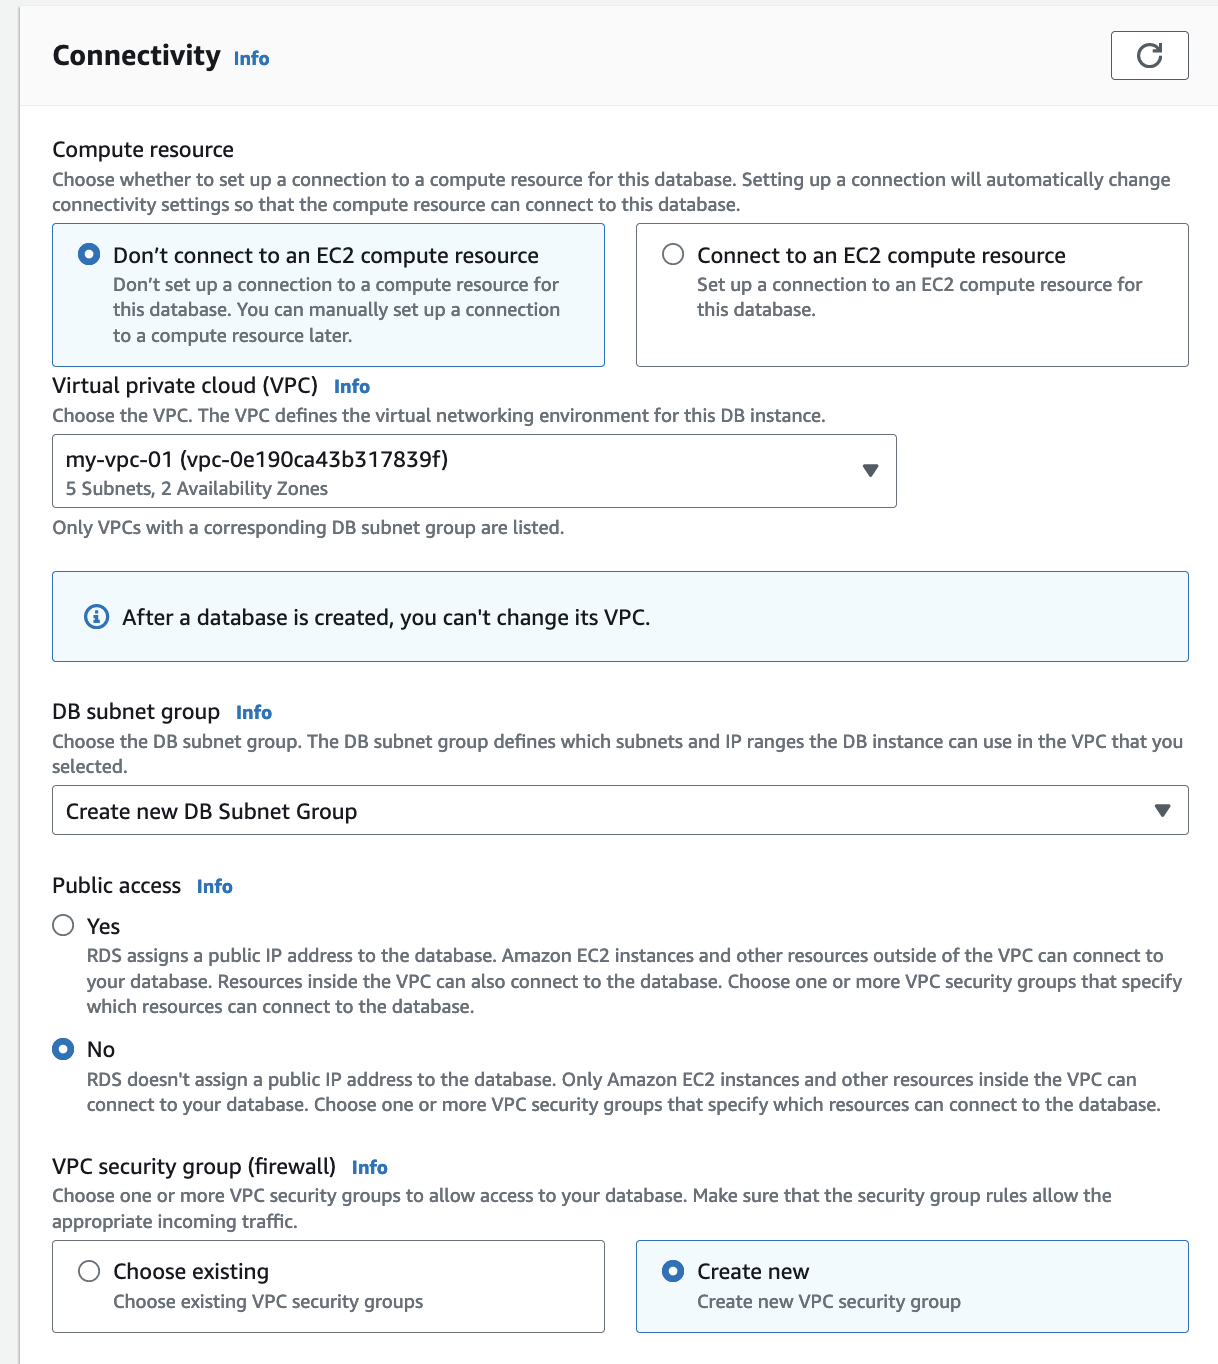 Connectivity Info
Compute resource
Choose whether to set up a connection to a compute resource for this database. Setting up a connection will automatically change
connectivity settings so that the compute resource can connect to this database.
Don’t connect to an EC2 compute resource
Don’t set up a connection to a compute resource for
this database. You can manually set up a connection
to a compute resource later.
Connect to an EC2 compute resource
Set up a connection to an EC2 compute resource for
this database.
Virtual private cloud (VPC) Info
Choose the VPC. The VPC defines the virtual networking environment for this DB instance.
my-vpc-01 (vpc-0e190ca43b317839f)
5 Subnets, 2 Availability Zones
Only VPCs with a corresponding DB subnet group are listed.
After a database is created, you can't change its VPC.
DB subnet group Info
Choose the DB subnet group. The DB subnet group defines which subnets and IP ranges the DB instance can use in the VPC that you
selected.
Create new DB Subnet Group
Public access Info
Yes
RDS assigns a public IP address to the database. Amazon EC2 instances and other resources outside of the VPC can connect to
your database. Resources inside the VPC can also connect to the database. Choose one or more VPC security groups that specify
which resources can connect to the database.
No
RDS doesn't assign a public IP address to the database. Only Amazon EC2 instances and other resources inside the VPC can
connect to your database. Choose one or more VPC security groups that specify which resources can connect to the database.
VPC security group (firewall) Info
Choose one or more VPC security groups to allow access to your database. Make sure that the security group rules allow the
appropriate incoming traffic.
Choose existing
Choose existing VPC security groups
Create new
Create new VPC security group